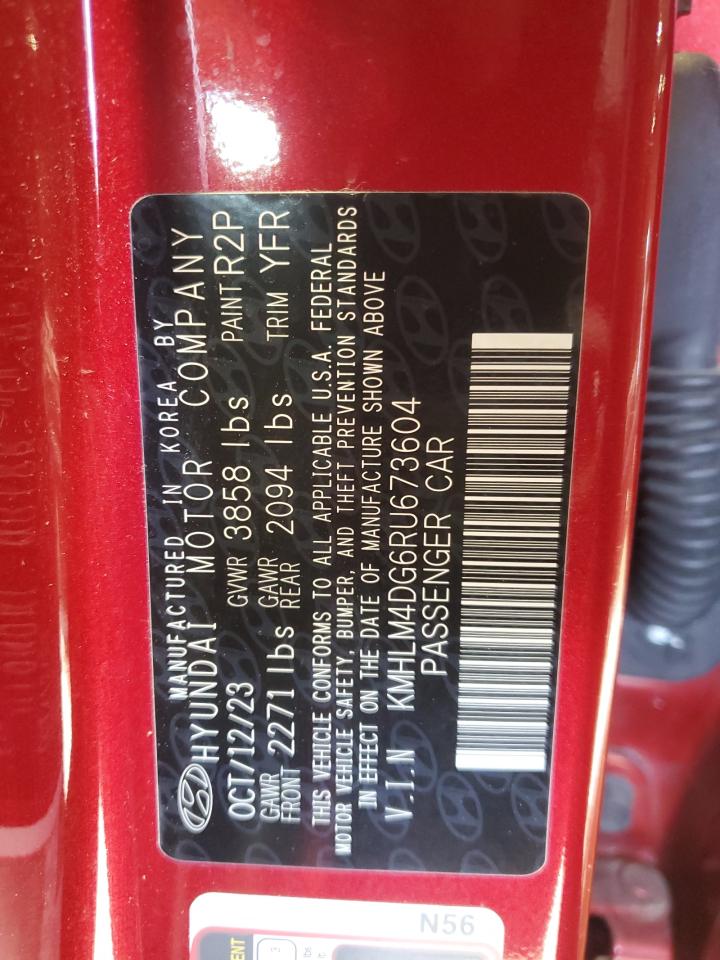 MANUFACTURED IN KOREA BY
HYUNDAI MOTOR COMPANY
OCT/12/23 GVWR 3858 lbs PAINT R2P
GAWR FRONT 2271 lbs GAWR REAR 2094 lbs TRIM YFR
THIS VEHICLE CONFORMS TO ALL APPLICABLE U.S.A. FEDERAL
MOTOR VEHICLE SAFETY, BUMPER, AND THEFT PREVENTION STANDARDS
IN EFFECT ON THE DATE OF MANUFACTURE SHOWN ABOVE
V.I.N KMHLM4DG6RU673604
PASSENGER CAR
N56
3
lbs